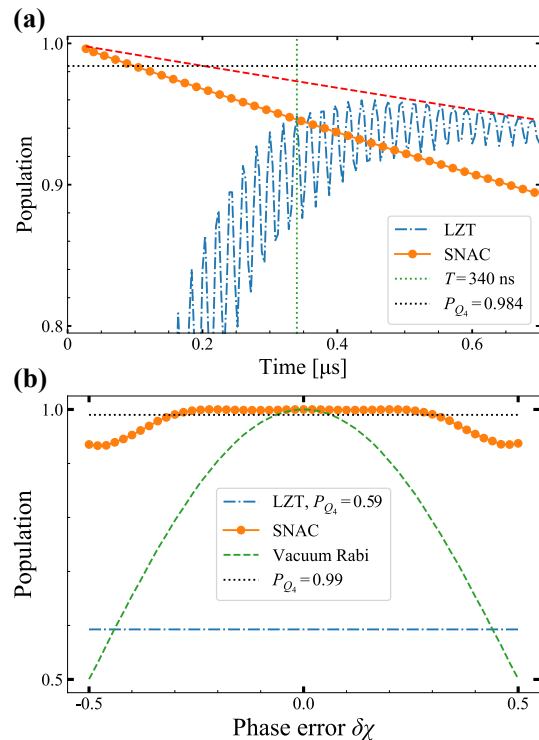 (a)
1.0
0.9
0.8
Population
LZT
SNAC
T = 340 ns
P_{Q_4} = 0.984
0.0 0.2 0.4 0.6
Time [μs]
(b)
1.0
0.5
Population
LZT, P_{Q_4} = 0.59
SNAC
Vacuum Rabi
P_{Q_4} = 0.99
-0.5 0.0 0.5
Phase error δχ